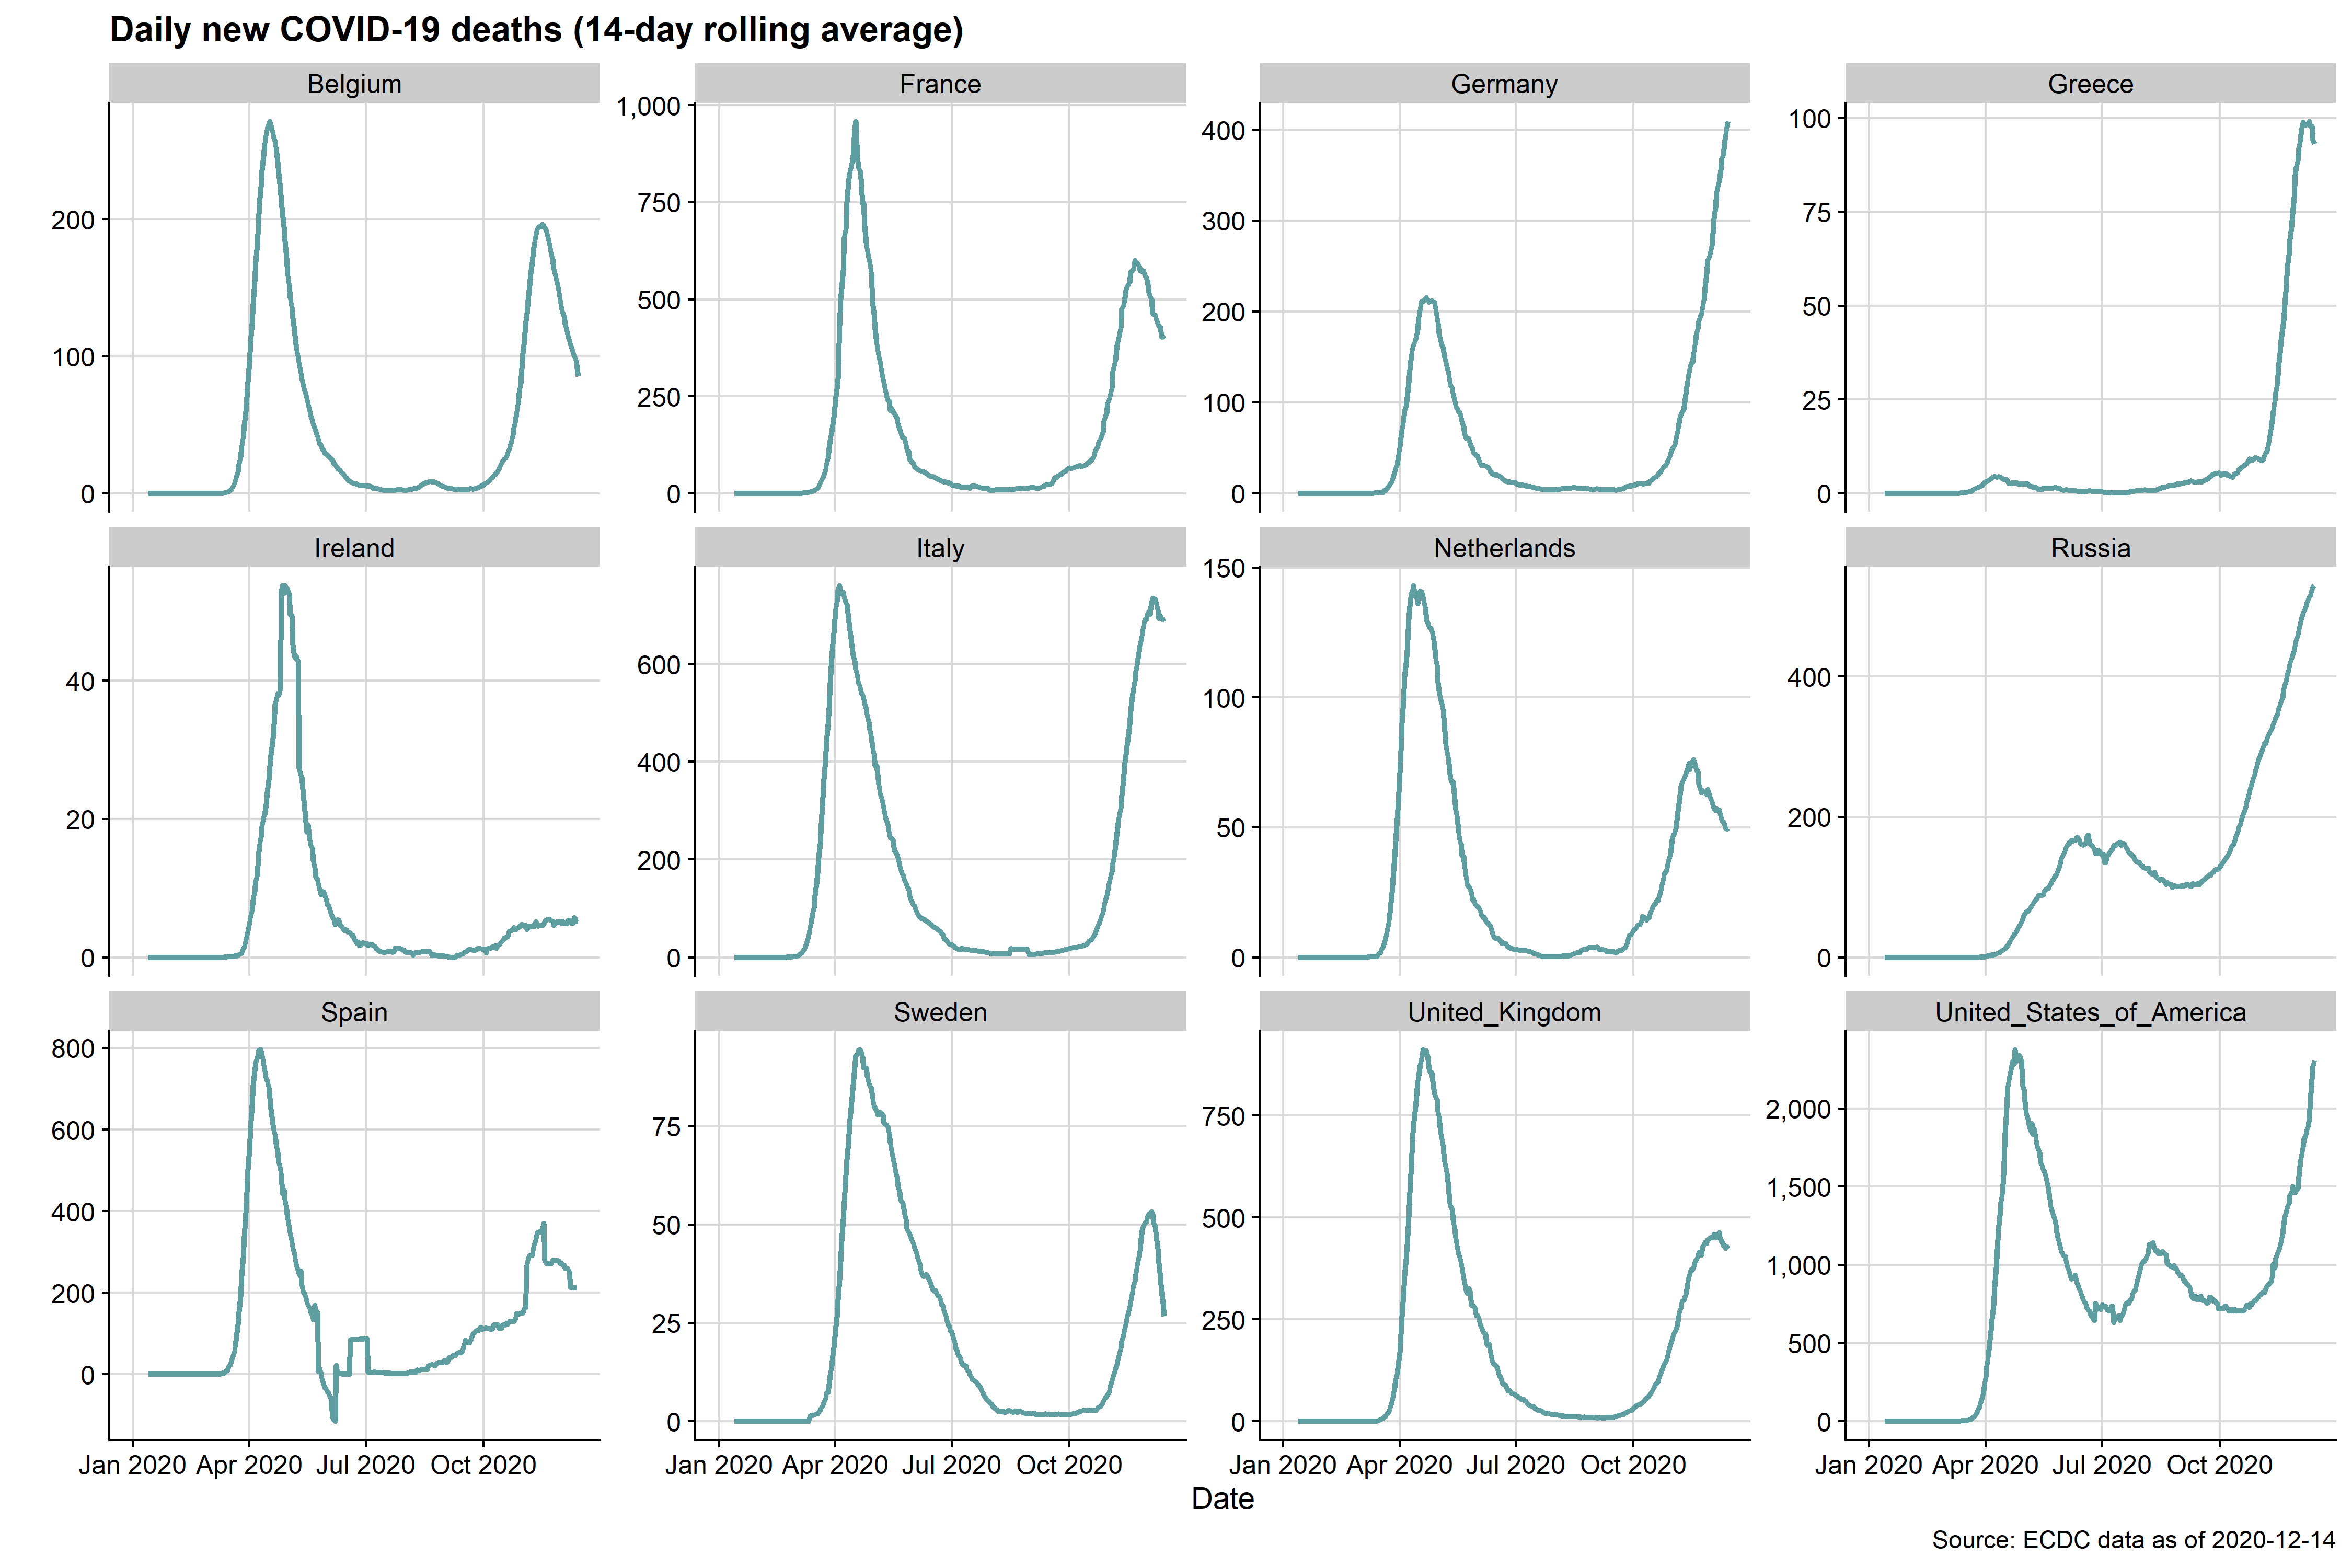 Daily new COVID-19 deaths (14-day rolling average)
Belgium
France
Germany
Greece
200
100
0
1,000
750
500
250
0
400
300
200
100
0
100
75
50
25
0
Ireland
Italy
Netherlands
Russia
40
20
0
600
400
200
0
150
100
50
0
400
200
0
Spain
Sweden
United_Kingdom
United_States_of_America
800
600
400
200
0
75
50
25
0
750
500
250
0
2,000
1,500
1,000
500
0
Jan 2020 Apr 2020 Jul 2020 Oct 2020
Jan 2020 Apr 2020 Jul 2020 Oct 2020
Jan 2020 Apr 2020 Jul 2020 Oct 2020
Jan 2020 Apr 2020 Jul 2020 Oct 2020
Date
Source: ECDC data as of 2020-12-14